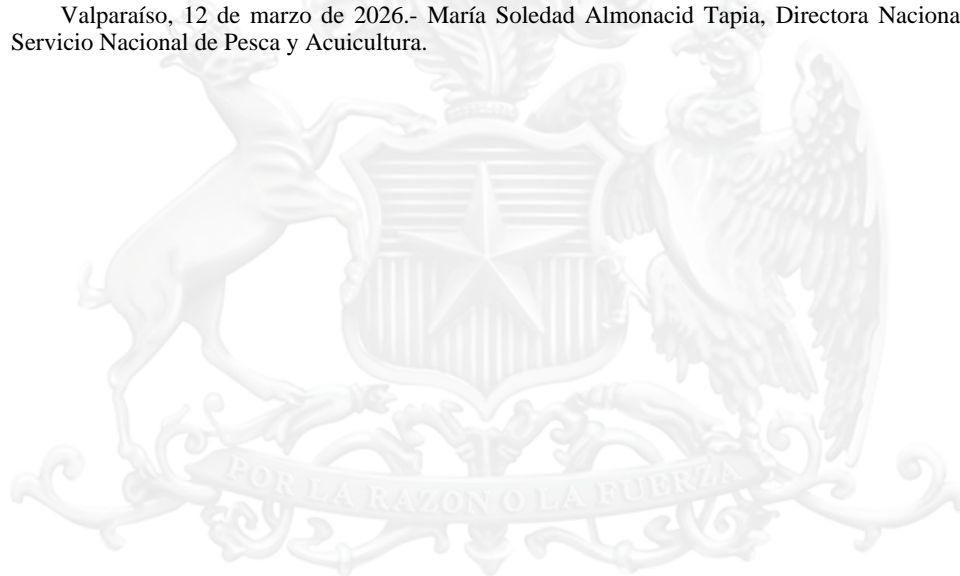 Valparaíso, 12 de marzo de 2026.- María Soledad Almonacid Tapia, Directora Naciona
Servicio Nacional de Pesca y Acuicultura.
POR LA RAZON O LA FUERZA